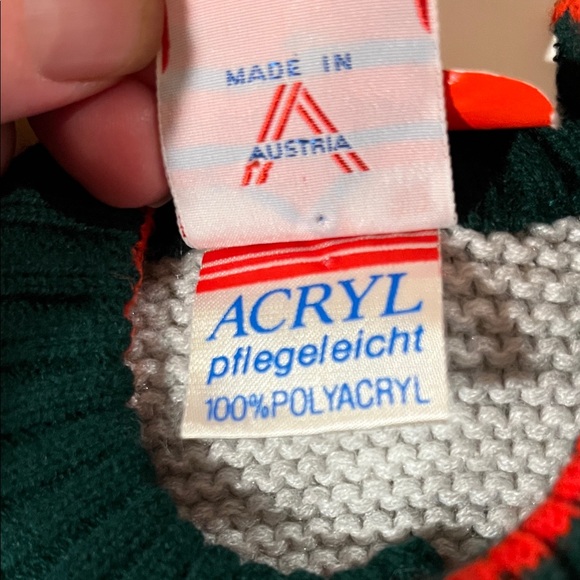 MADE IN
AUSTRIA
ACRYL
pflegeleicht
100%POLYACRYL